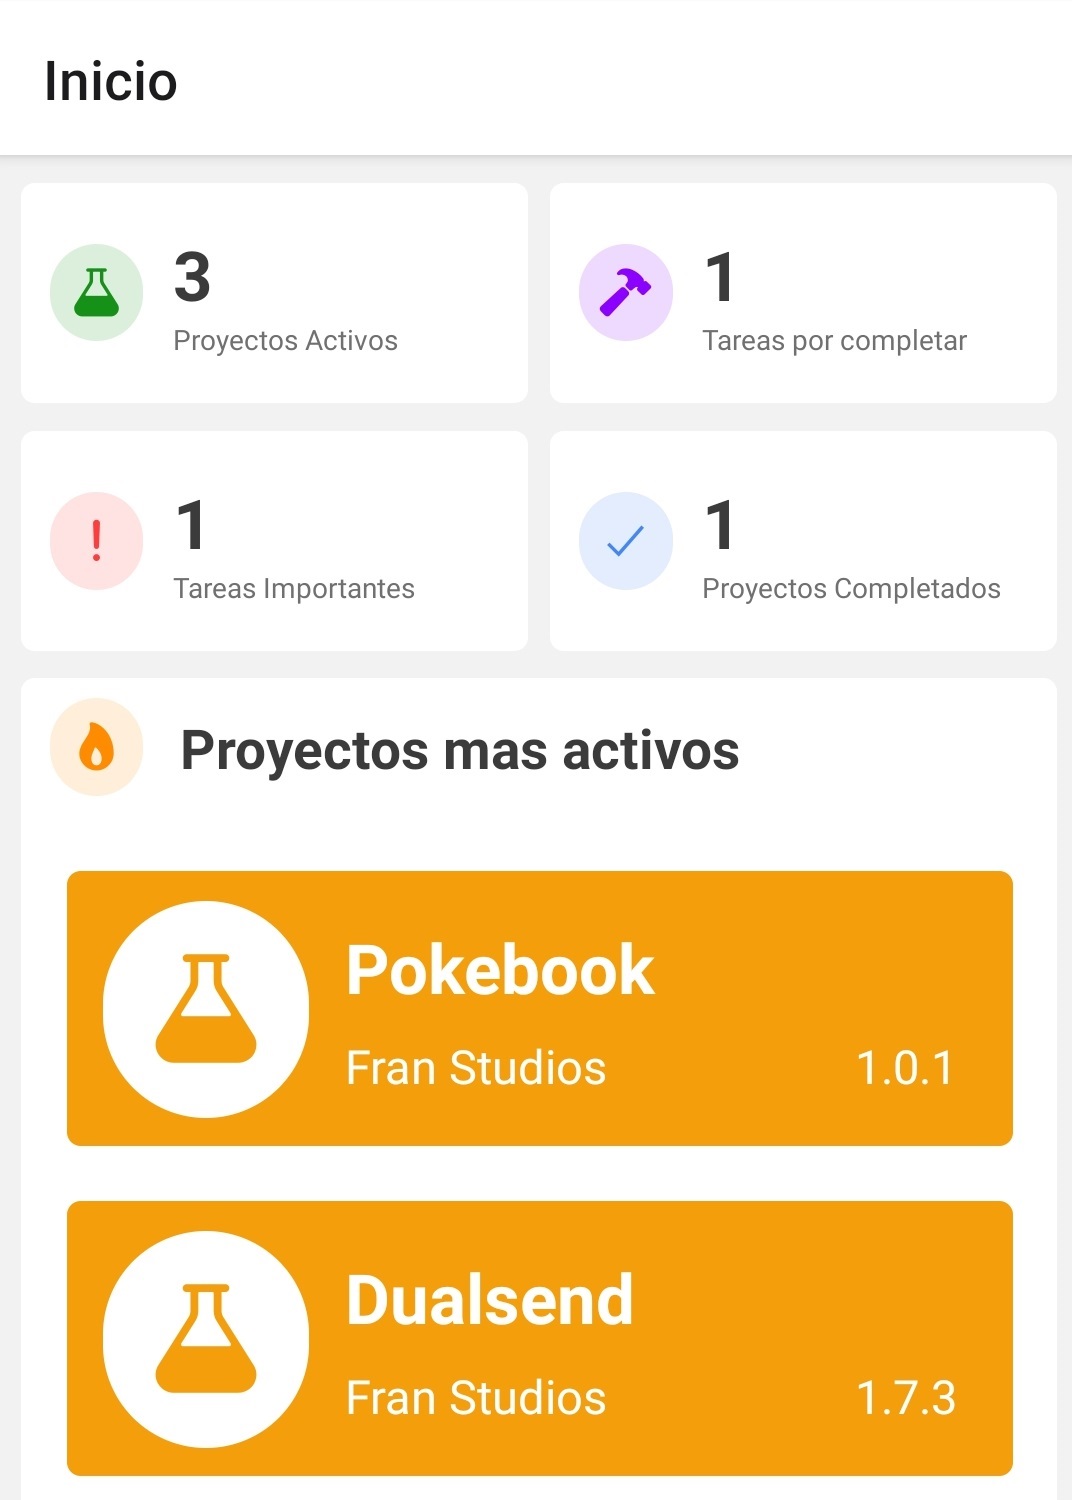 Inicio
3
Proyectos Activos
1
Tareas por completar
1
Tareas Importantes
1
Proyectos Completados
Proyectos mas activos
Pokebook
Fran Studios 1.0.1
Dualsend
Fran Studios 1.7.3